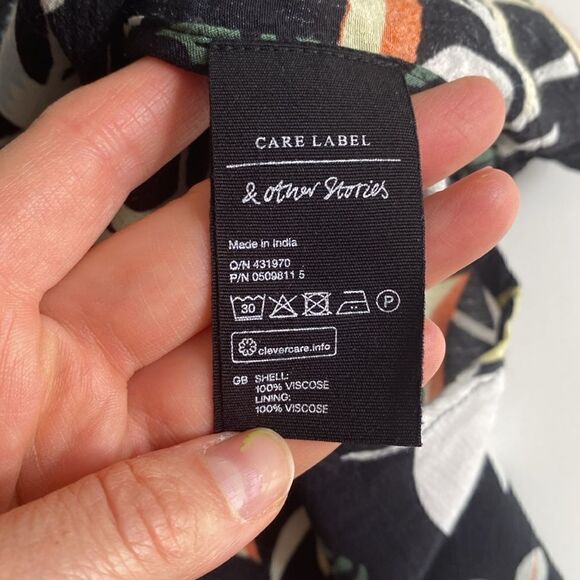 CARE LABEL
& other Stories
Made in India
O/N 431970
P/N 0509811 5
30 P
clevercare.info
GB SHELL:
100% VISCOSE
LINING:
100% VISCOSE